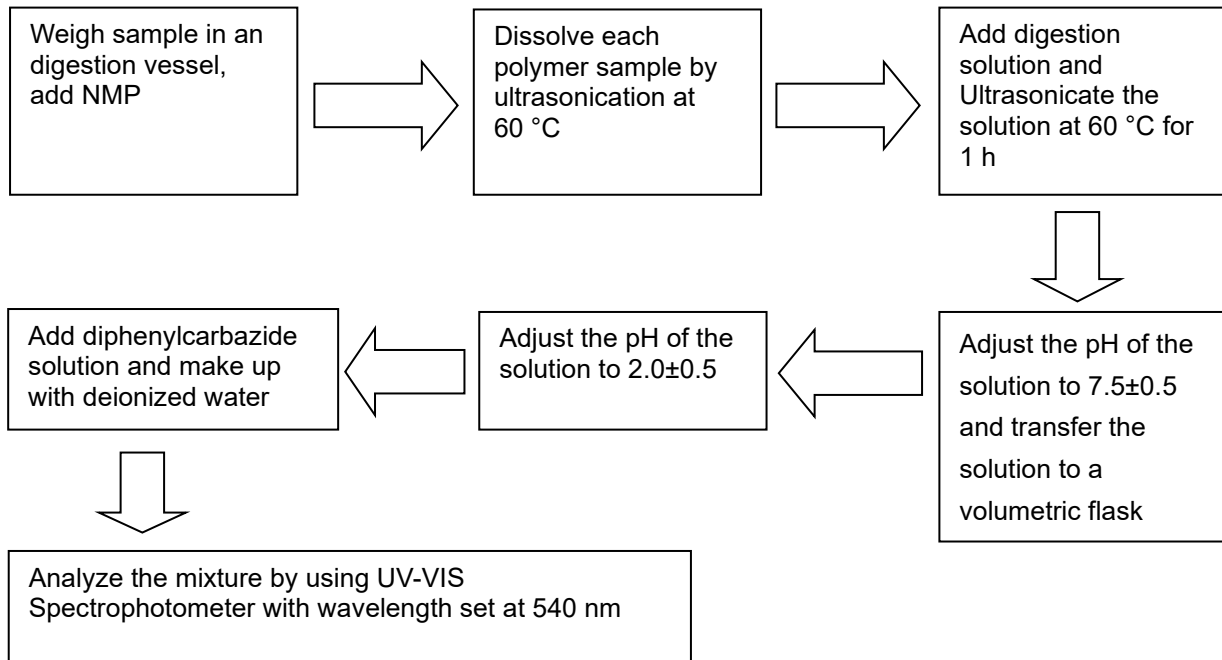 Weigh sample in an
digestion vessel,
add NMP
Dissolve each
polymer sample by
ultrasonication at
60 °C
Add digestion
solution and
Ultrasonicate the
solution at 60 °C for
1 h
Adjust the pH of the
solution to 7.5±0.5
and transfer the
solution to a
volumetric flask
Adjust the pH of the
solution to 2.0±0.5
Add diphenylcarbazide
solution and make up
with deionized water
Analyze the mixture by using UV-VIS
Spectrophotometer with wavelength set at 540 nm